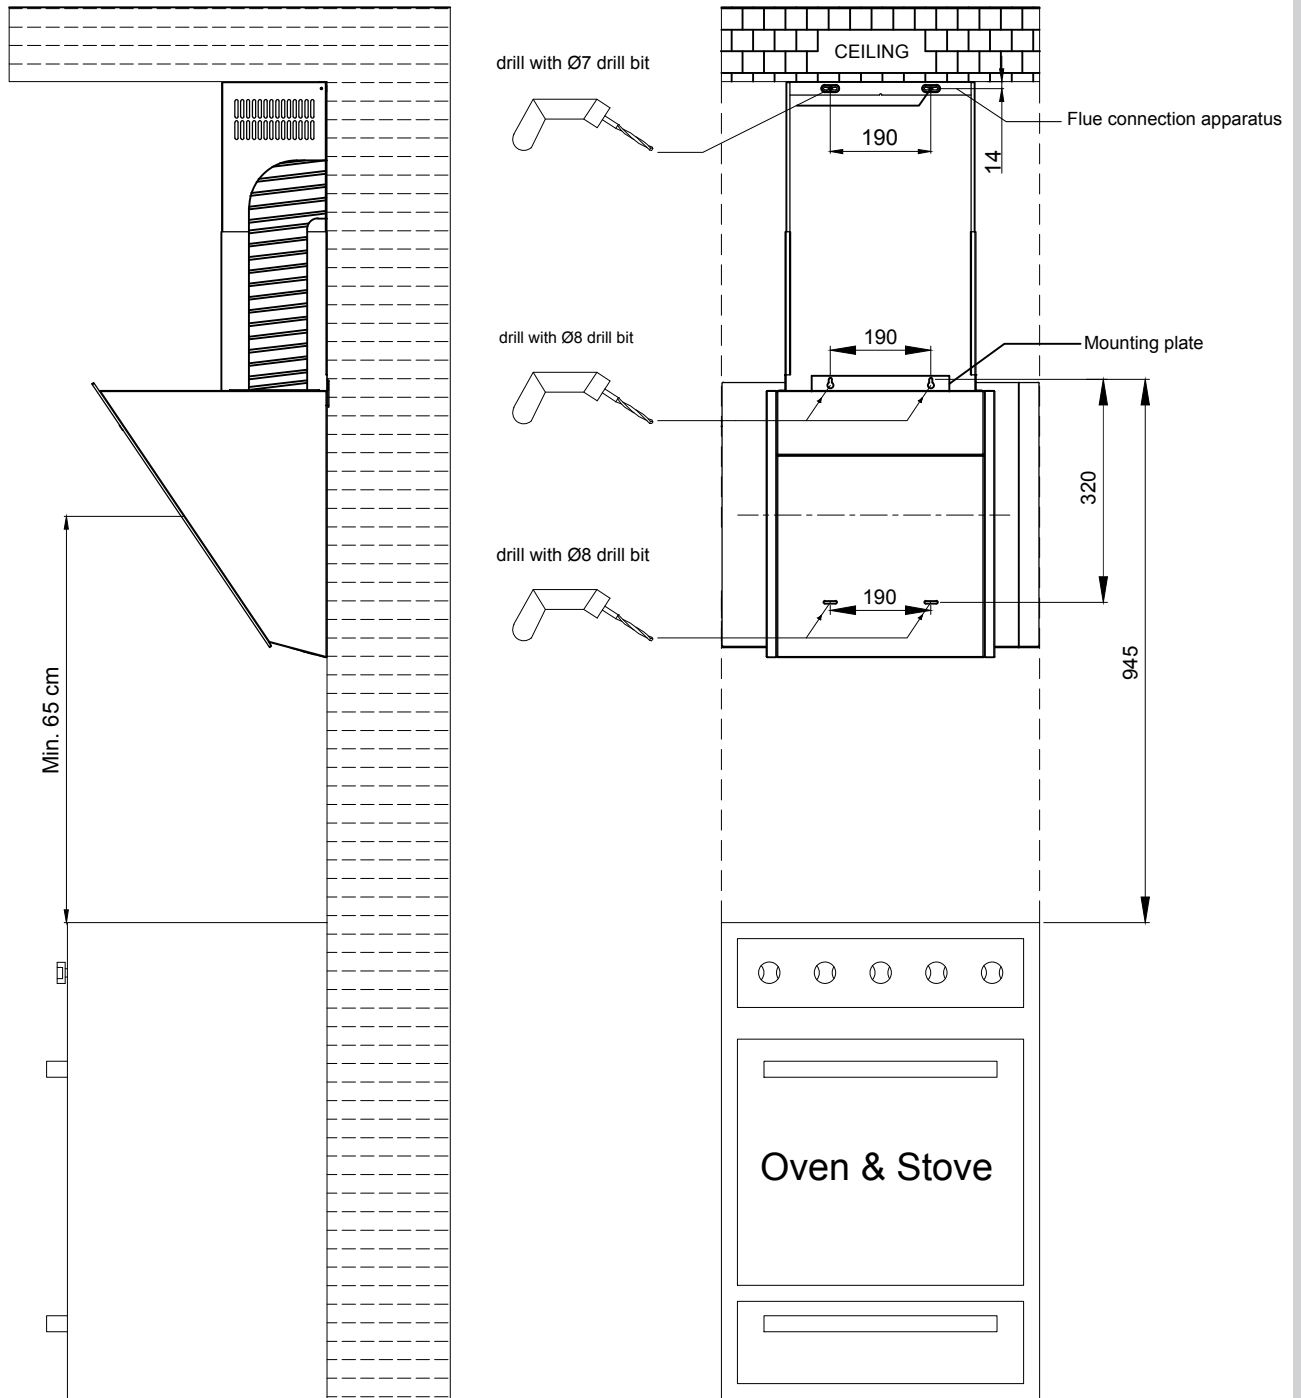 CEILING
drill with Ø7 drill bit
Flue connection apparatus
190
14
drill with Ø8 drill bit
190
Mounting plate
320
drill with Ø8 drill bit
190
945
Min. 65 cm
Oven & Stove